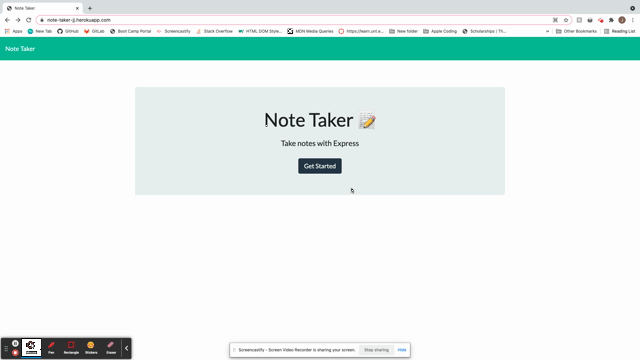 Note Taker
note-taker-jj.herokuapp.com
Apps New Tab GitHub GitLab Boot Camp Portal Screencastify Stack Overflow HTML DOM Style... MDN Media Queries New folder Apple Coding Scholarships | Th... » Other Bookmarks Reading List
Note Taker
Note Taker
Take notes with Express
Get Started
Pen Rectangle Stickers Eraser
Screencastify - Screen Video Recorder is sharing your screen. Stop sharing Hide